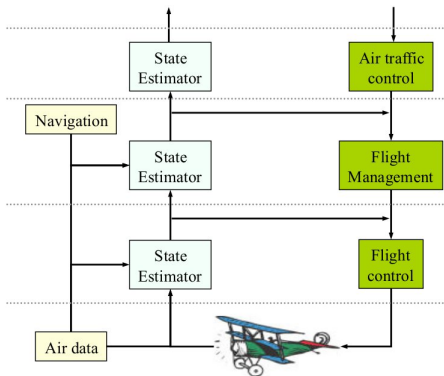 State
Estimator
Air traffic
control
Navigation
State
Estimator
Flight
Management
State
Estimator
Flight
control
Air data